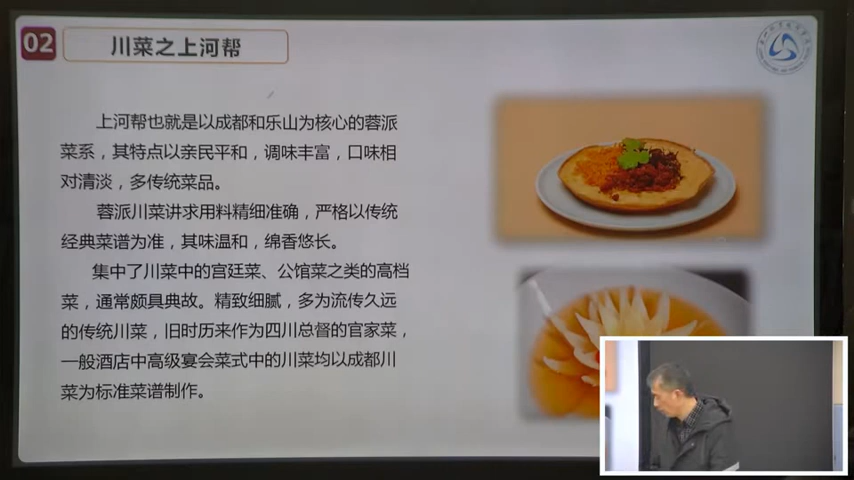 02
川菜之上河帮
上河帮也就是以成都和乐山为核心的蓉派
菜系，其特点以亲民平和，调味丰富，口味相
对清淡，多传统菜品。
蓉派川菜讲求用料精细准确，严格以传统
经典菜谱为准，其味温和，绵香悠长。
集中了川菜中的宫廷菜、公馆菜之类的高档
菜，通常颇具典故。精致细腻，多为流传久远
的传统川菜，旧时历来作为四川总督的官家菜，
一般酒店中高级宴会菜式中的川菜均以成都川
菜为标准菜谱制作。